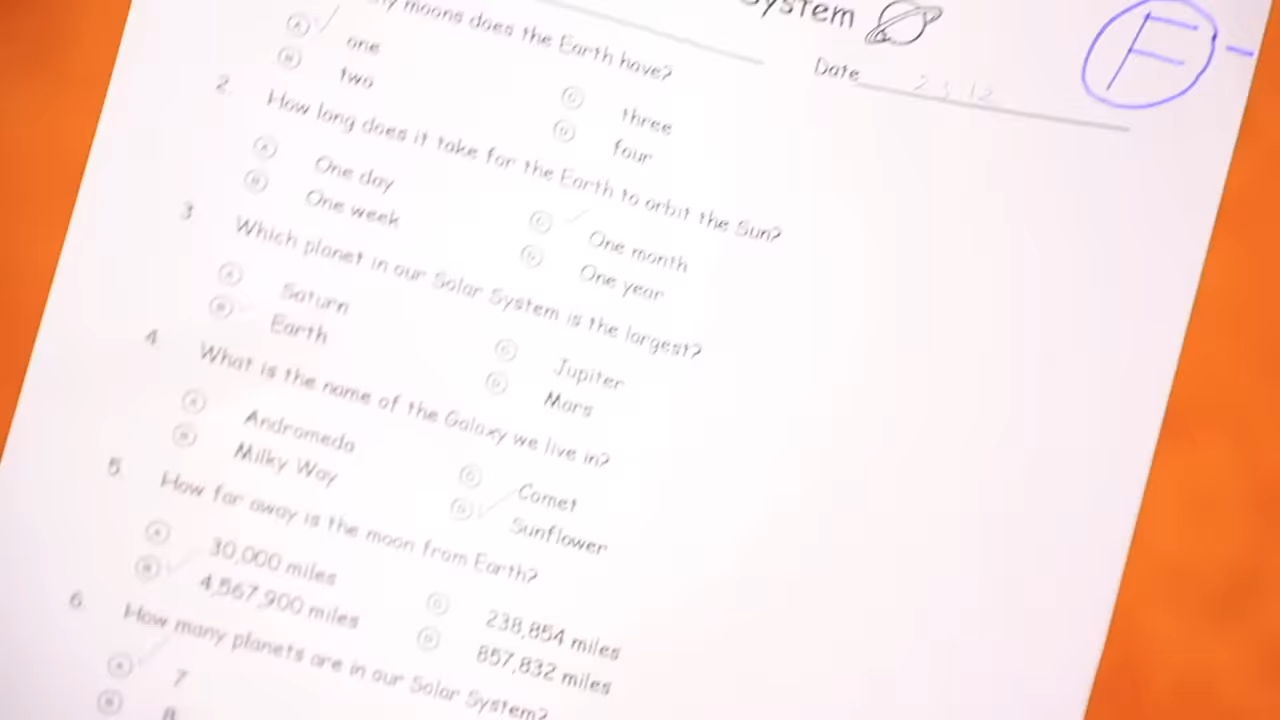 ystem
F-
Date 23 12
moons does the Earth have?
A one
B two
C three
D four
2. How long does it take for the Earth to orbit the Sun?
A One day
B One week
C One month
D One year
3 Which planet in our Solar System is the largest?
A Saturn
B Earth
C Jupiter
D Mars
4. What is the name of the Galaxy we live in?
A Andromeda
B Milky Way
C Comet
D Sunflower
5. How far away is the moon from Earth?
A 30,000 miles
B 4,567,900 miles
C 238,854 miles
D 857,832 miles
6. How many planets are in our Solar System?
A 7
B 8